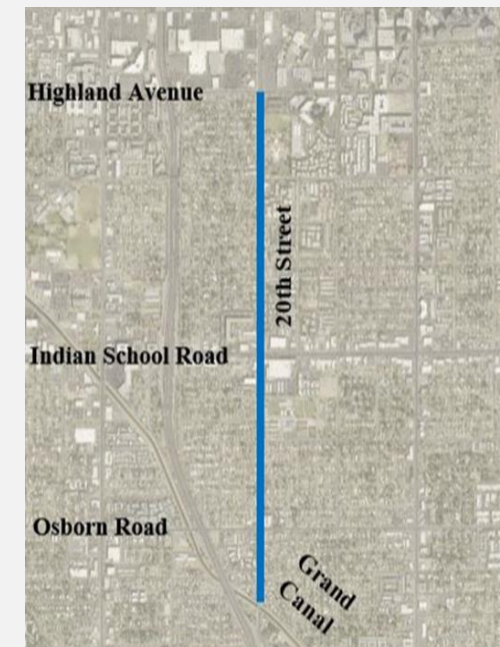 Highland Avenue
20th Street
Indian School Road
Osborn Road
Grand
Canal